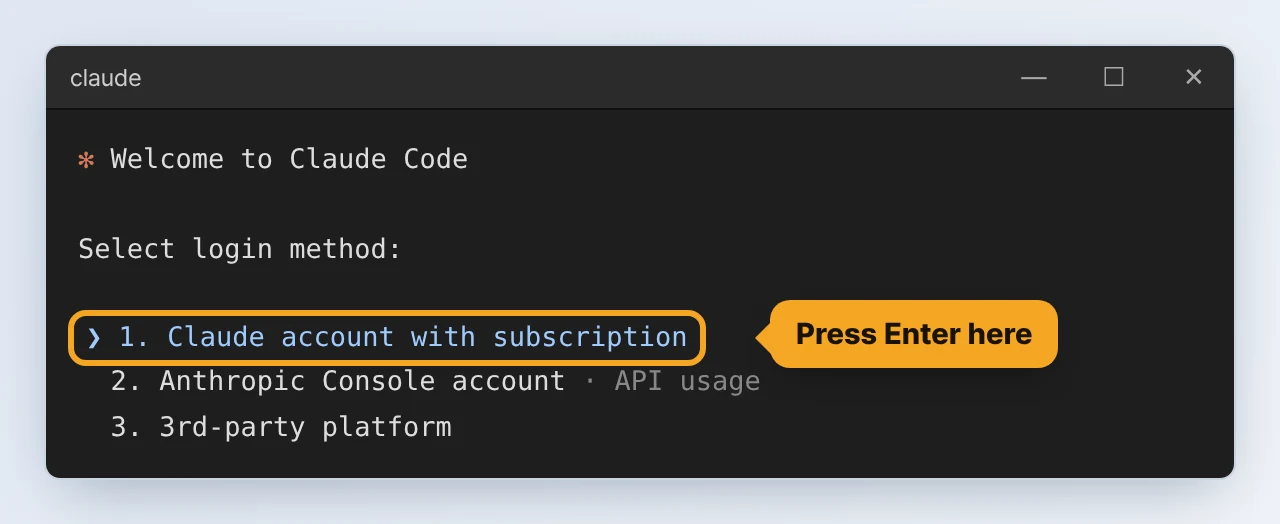 claude
✻ Welcome to Claude Code
Select login method:
❯ 1. Claude account with subscription
Press Enter here
2. Anthropic Console account · API usage
3. 3rd-party platform